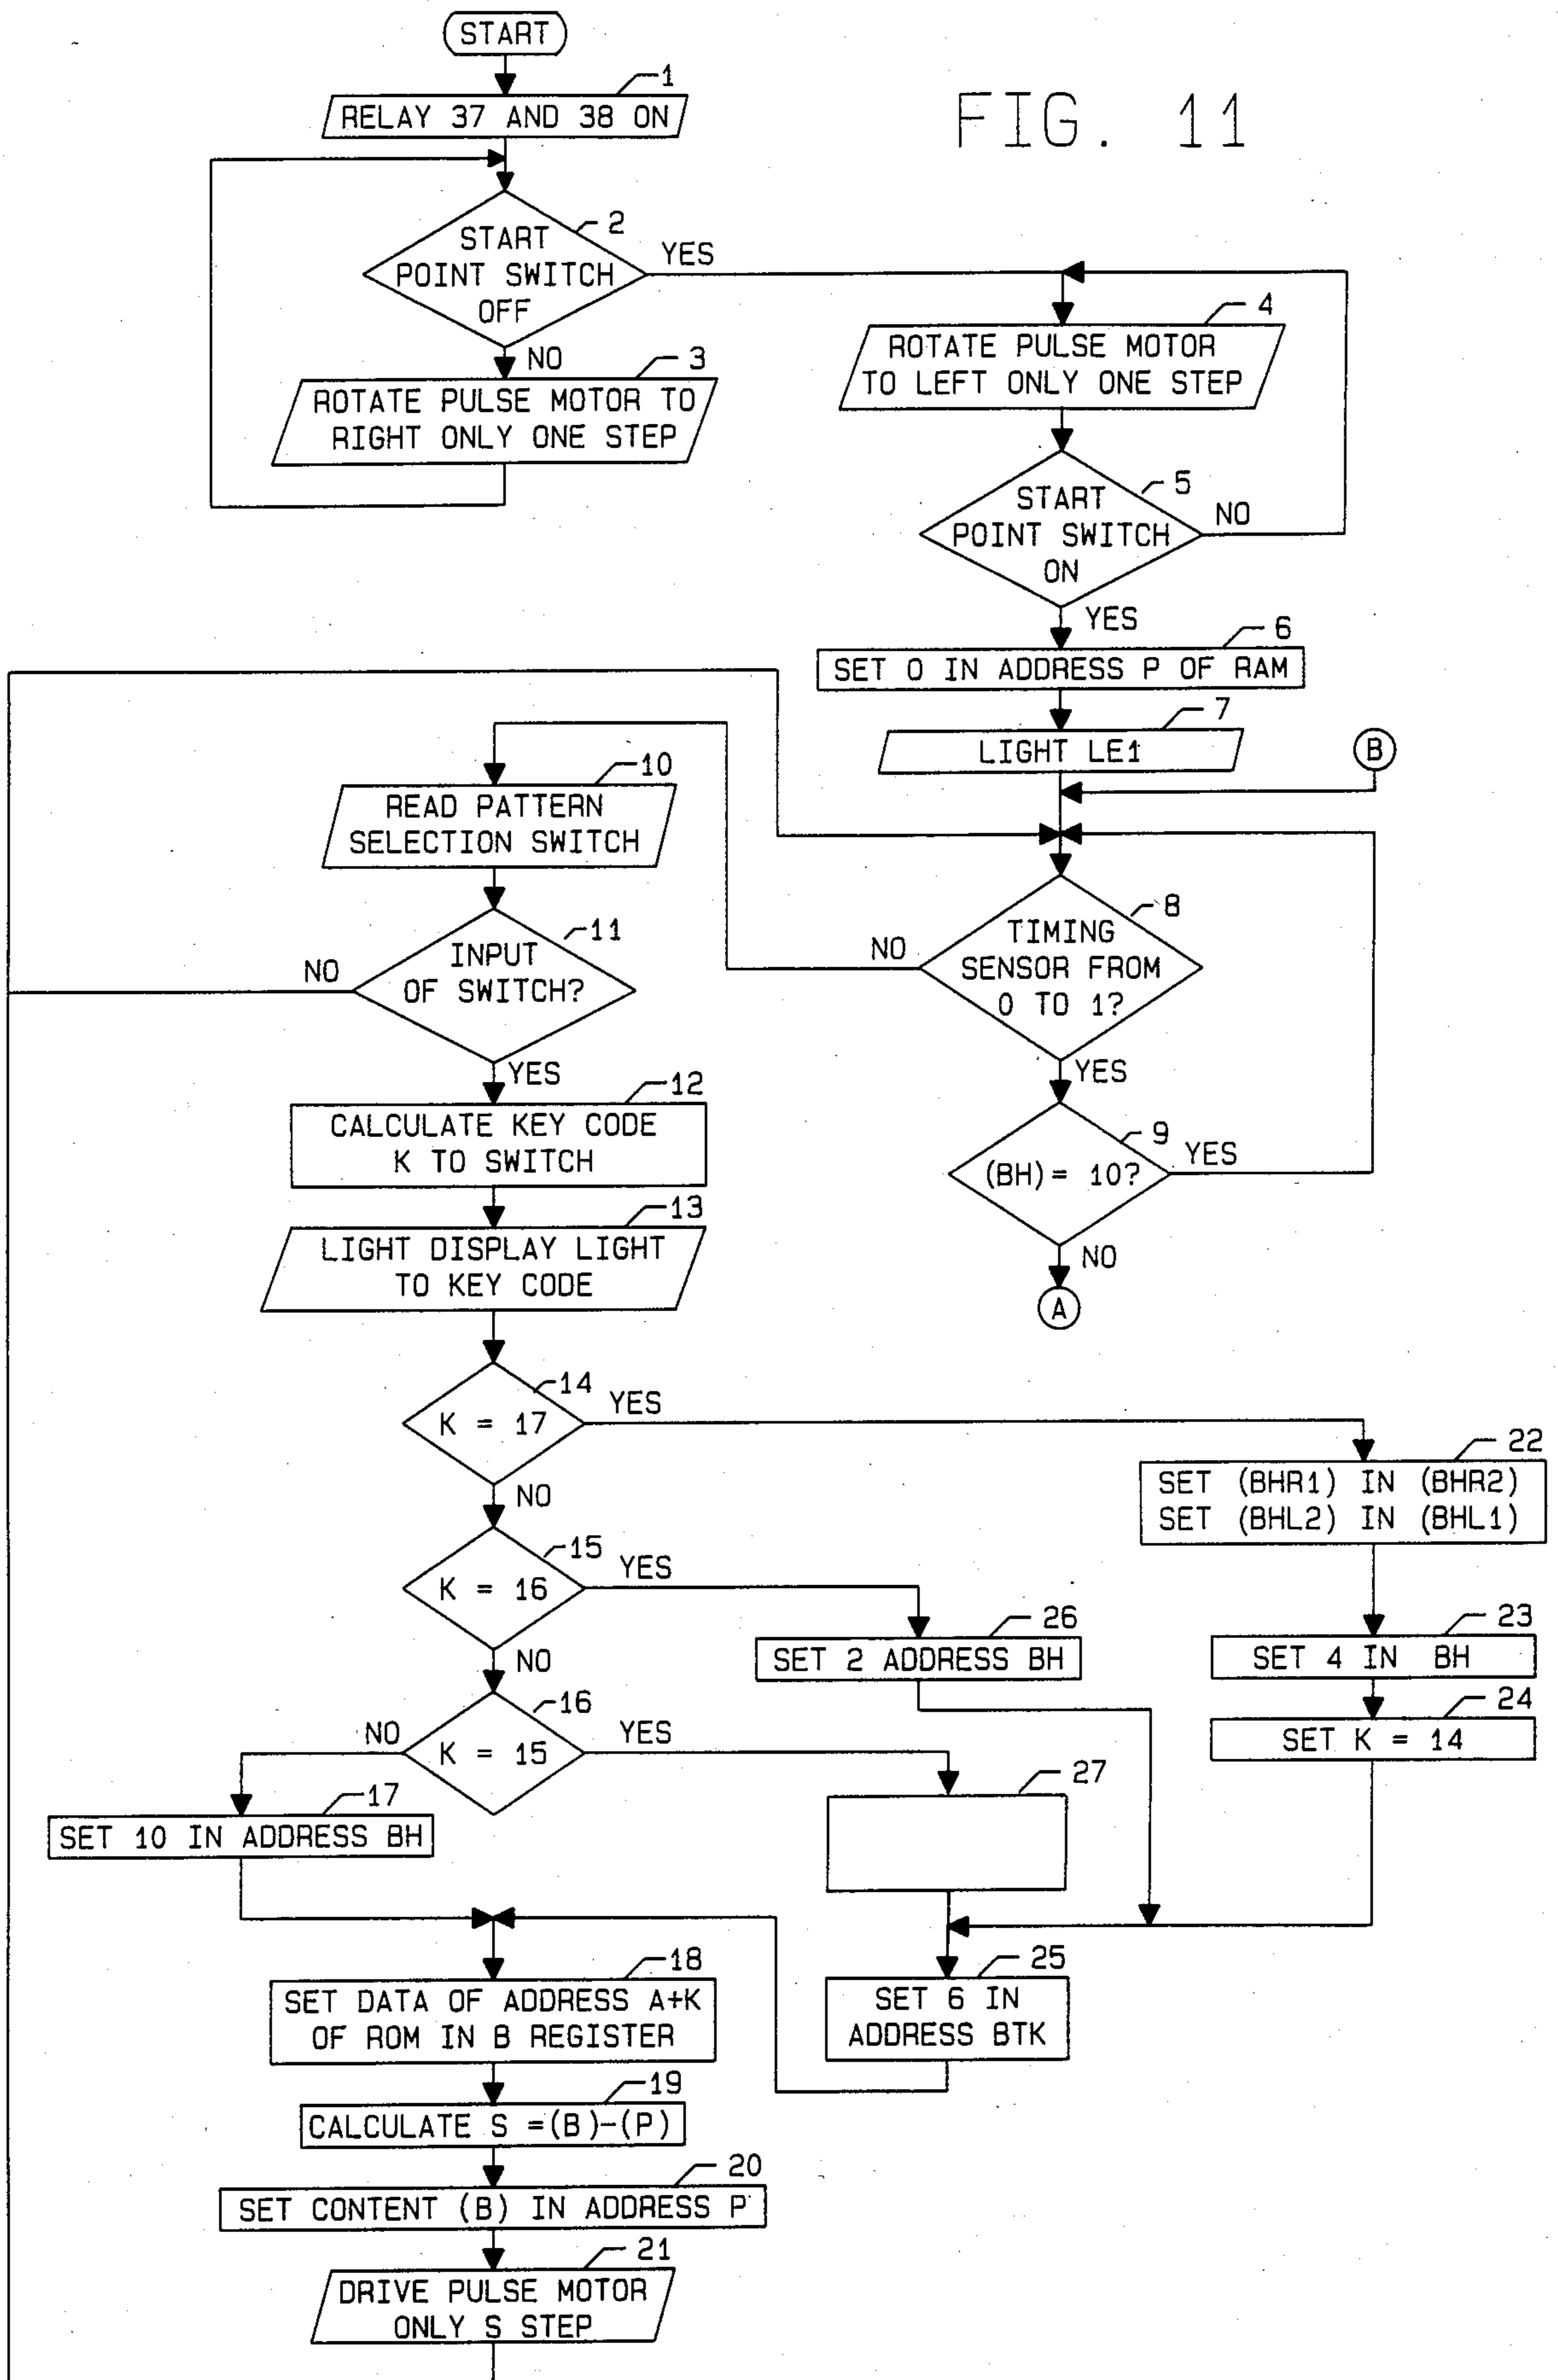 START
1
RELAY 37 AND 38 ON
FIG. 11
2
START
POINT SWITCH
OFF
YES
NO
3
ROTATE PULSE MOTOR TO
RIGHT ONLY ONE STEP
4
ROTATE PULSE MOTOR
TO LEFT ONLY ONE STEP
5
START
POINT SWITCH
ON
NO
YES
6
SET 0 IN ADDRESS P OF RAM
7
LIGHT LE1
B
10
READ PATTERN
SELECTION SWITCH
8
TIMING
SENSOR FROM
0 TO 1?
NO
YES
11
INPUT
OF SWITCH?
NO
YES
9
(BH)= 10?
YES
NO
A
12
CALCULATE KEY CODE
K TO SWITCH
13
LIGHT DISPLAY LIGHT
TO KEY CODE
14
K = 17
YES
NO
22
SET (BHR1) IN (BHR2)
SET (BHL2) IN (BHL1)
15
K = 16
YES
NO
26
SET 2 ADDRESS BH
23
SET 4 IN BH
24
SET K = 14
16
K = 15
NO
YES
27
17
SET 10 IN ADDRESS BH
18
SET DATA OF ADDRESS A+K
OF ROM IN B REGISTER
25
SET 6 IN
ADDRESS BTK
19
CALCULATE S =(B)-(P)
20
SET CONTENT (B) IN ADDRESS P
21
DRIVE PULSE MOTOR
ONLY S STEP